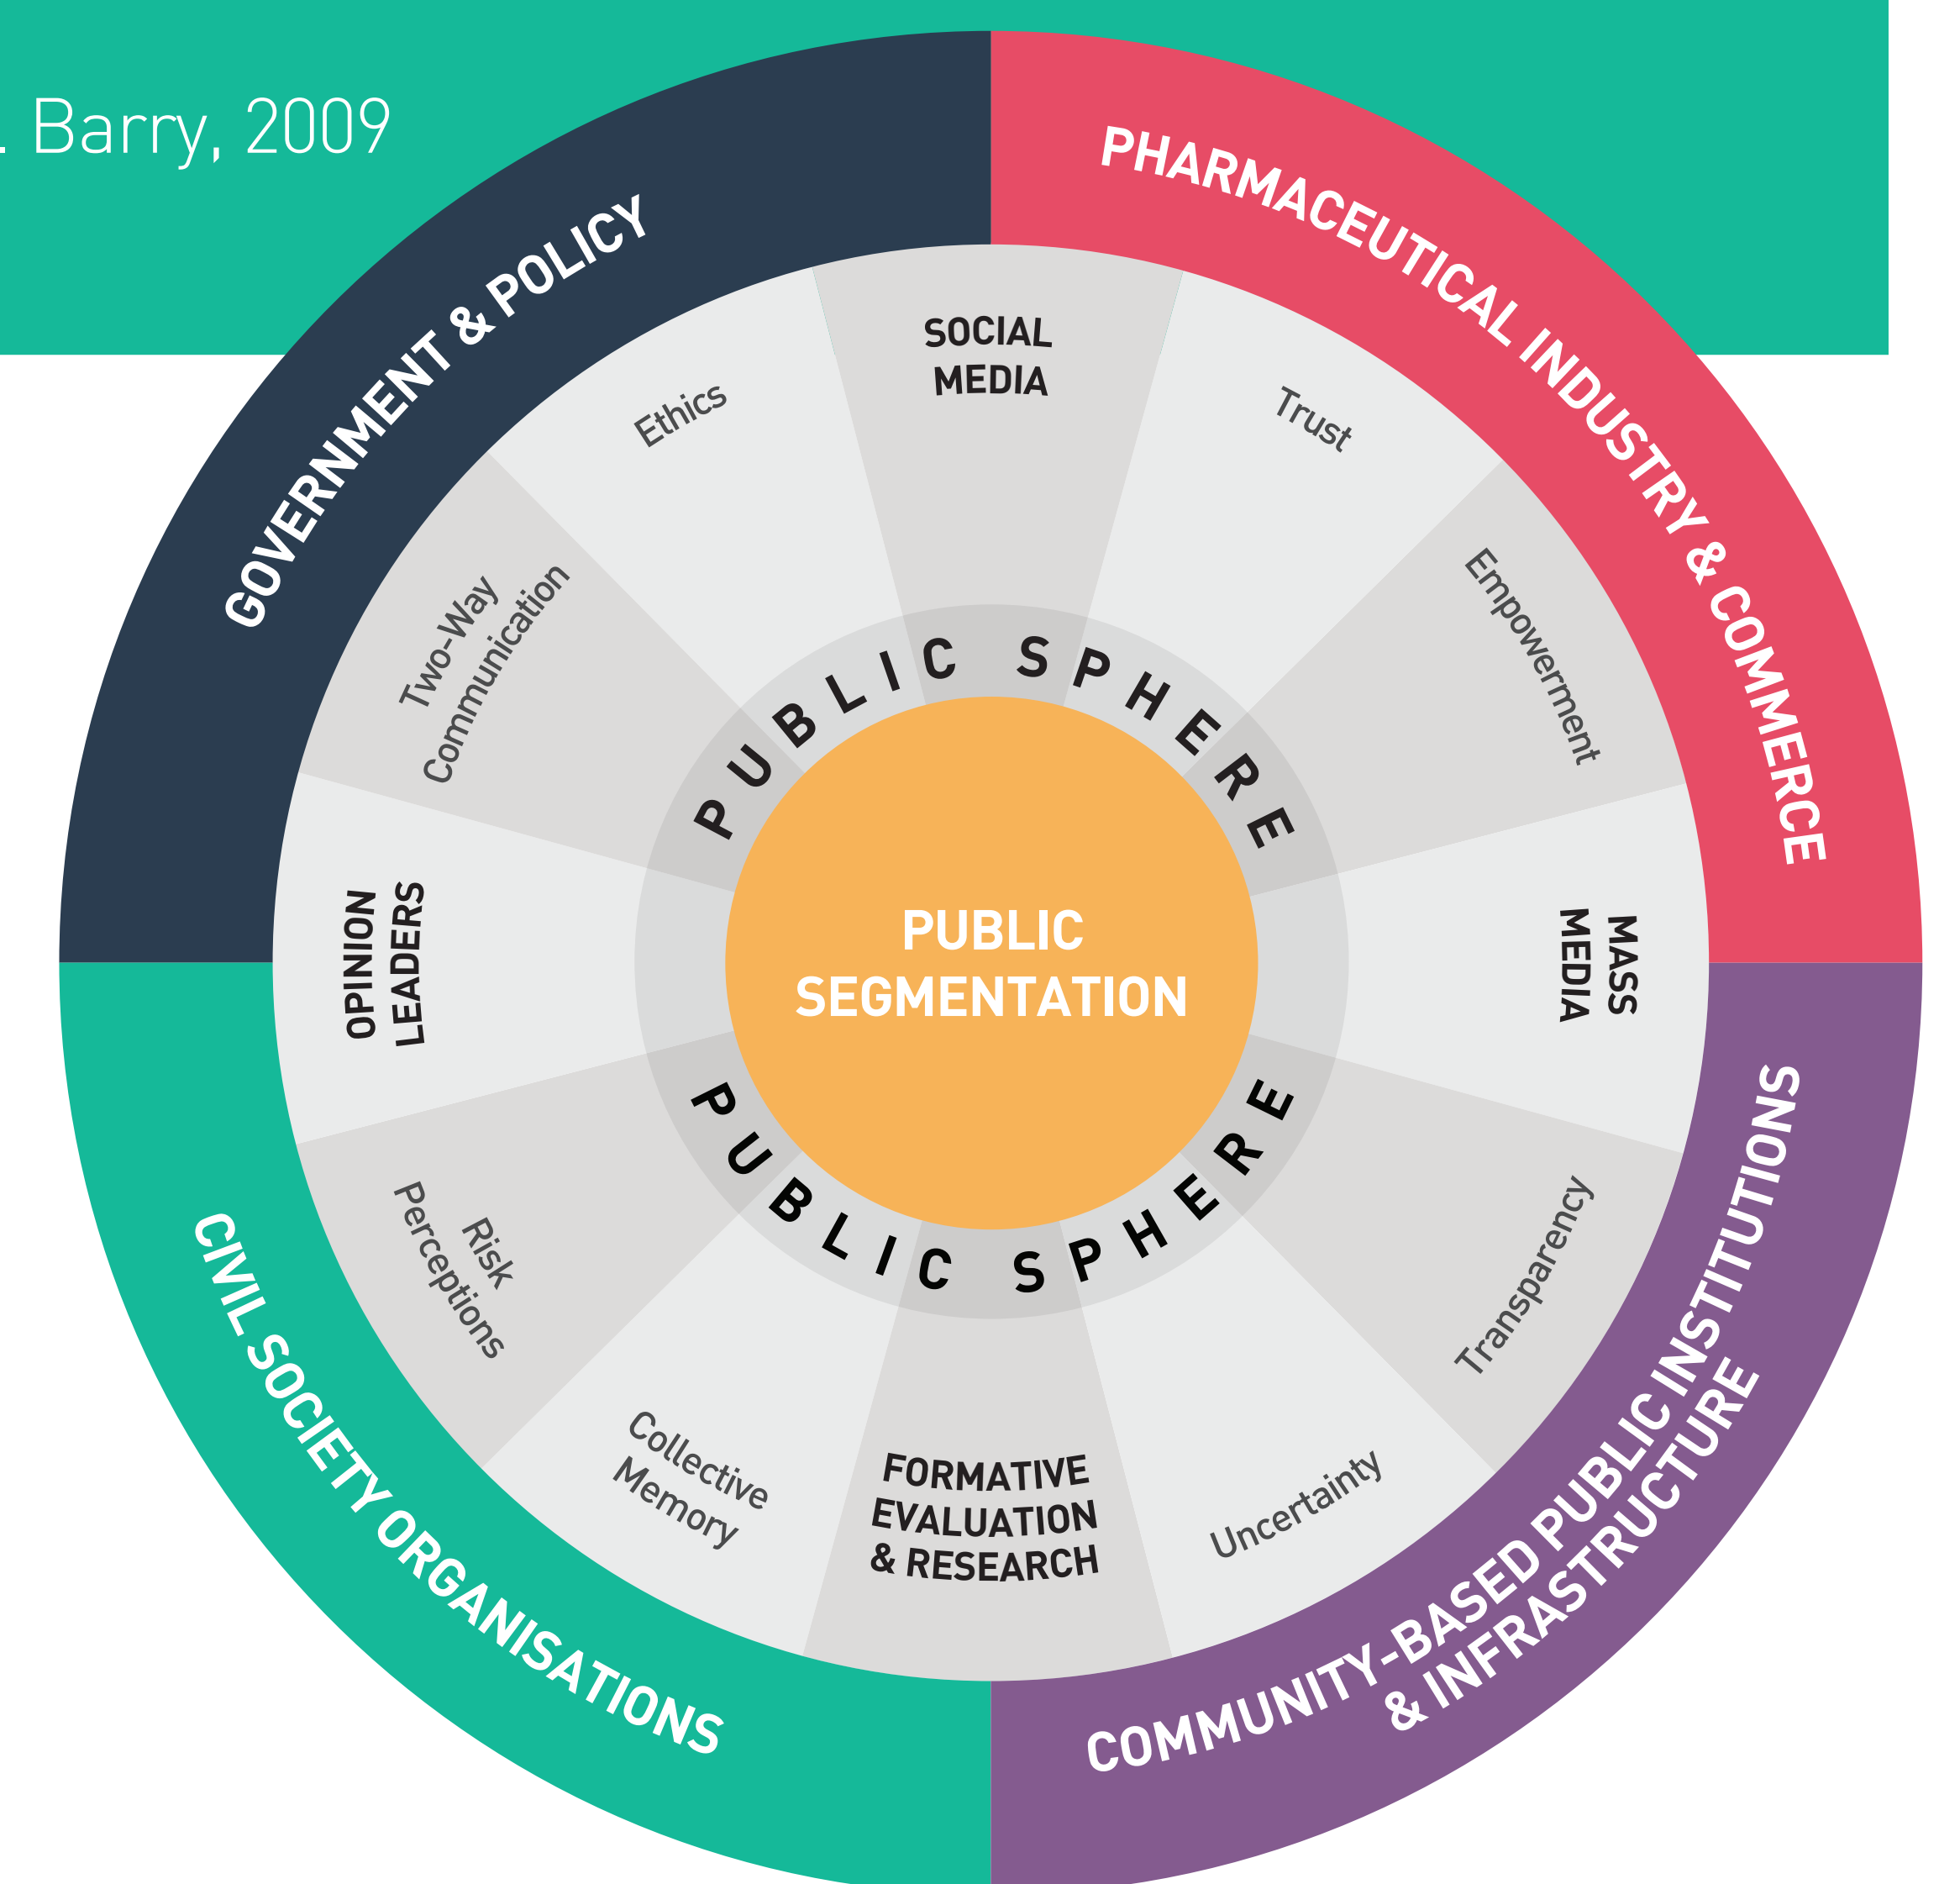 . Barry, 2009
GOVERNMENT & POLICY
PHARMACEUTICAL INDUSTRY & COMMERCE
SOCIAL
MEDIA
Ethics
Trust
Two-Way
Communication
Empowerment
PUBLIC SPHERE
OPINION
LEADERS
PUBLIC
SEGMENTATION
MASS
MEDIA
PUBLIC SPHERE
Risk
Perceptions
Transparency
Collective
Memory
FORMATIVE
EVALUATION
& RESEARCH
Uncertainty
CIVIL SOCIETY ORGANISATIONS
COMMUNITY-BASED PUBLIC INSTITUTIONS
& INFRASTRUCTURE